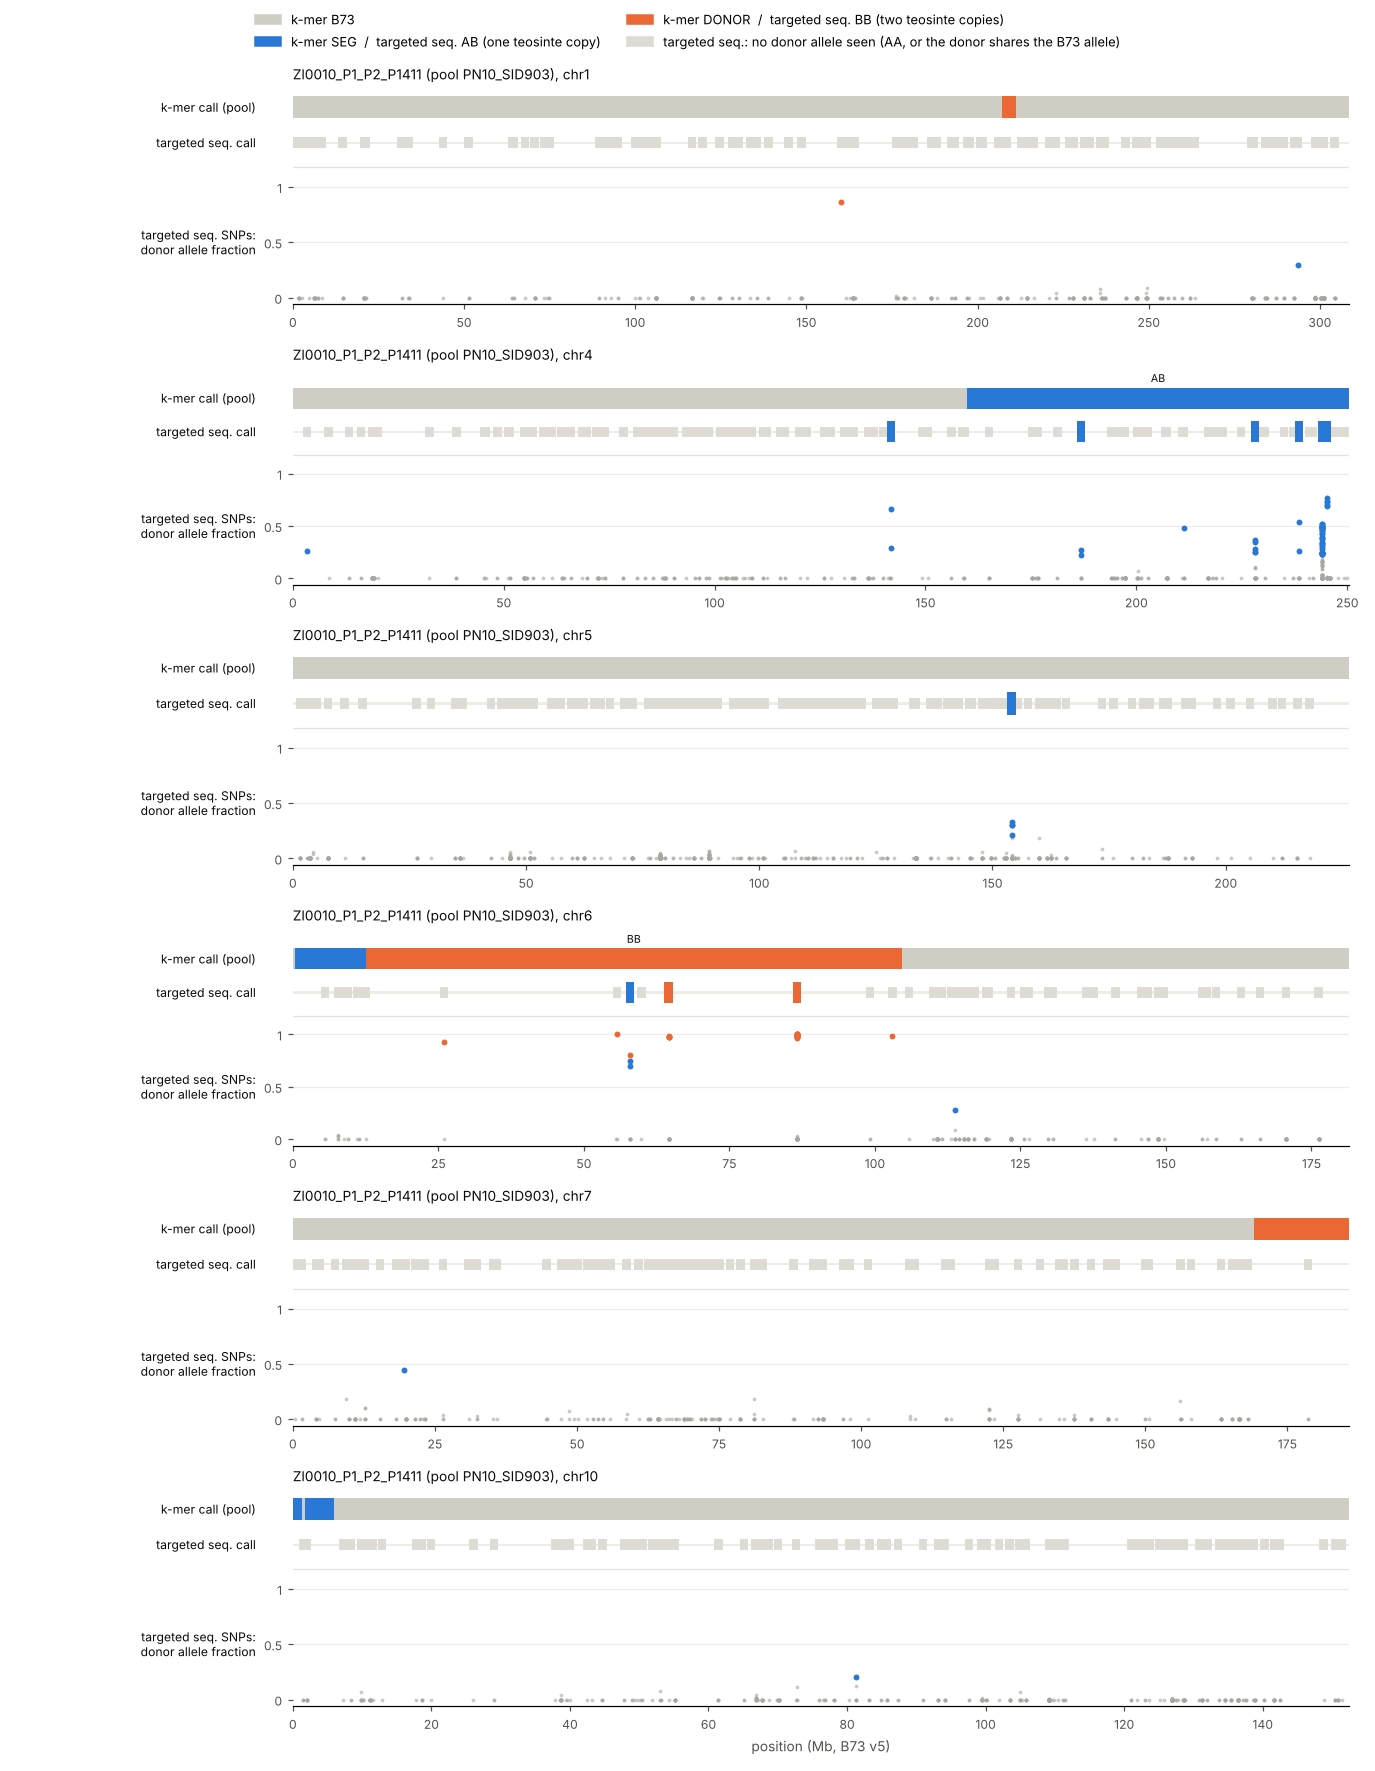 k-mer B73
k-mer DONOR / targeted seq. BB (two teosinte copies)
k-mer SEG / targeted seq. AB (one teosinte copy)
targeted seq.: no donor allele seen (AA, or the donor shares the B73 allele)
ZI0010_P1_P2_P1411 (pool PN10_SID903), chr1
k-mer call (pool)
targeted seq. call
1
targeted seq. SNPs:
donor allele fraction
0.5
0
0 50 100 150 200 250 300
ZI0010_P1_P2_P1411 (pool PN10_SID903), chr4
AB
k-mer call (pool)
targeted seq. call
1
targeted seq. SNPs:
donor allele fraction
0.5
0
0 50 100 150 200 250
ZI0010_P1_P2_P1411 (pool PN10_SID903), chr5
k-mer call (pool)
targeted seq. call
1
targeted seq. SNPs:
donor allele fraction
0.5
0
0 50 100 150 200
ZI0010_P1_P2_P1411 (pool PN10_SID903), chr6
BB
k-mer call (pool)
targeted seq. call
1
targeted seq. SNPs:
donor allele fraction
0.5
0
0 25 50 75 100 125 150 175
ZI0010_P1_P2_P1411 (pool PN10_SID903), chr7
k-mer call (pool)
targeted seq. call
1
targeted seq. SNPs:
donor allele fraction
0.5
0
0 25 50 75 100 125 150 175
ZI0010_P1_P2_P1411 (pool PN10_SID903), chr10
k-mer call (pool)
targeted seq. call
1
targeted seq. SNPs:
donor allele fraction
0.5
0
0 20 40 60 80 100 120 140
position (Mb, B73 v5)